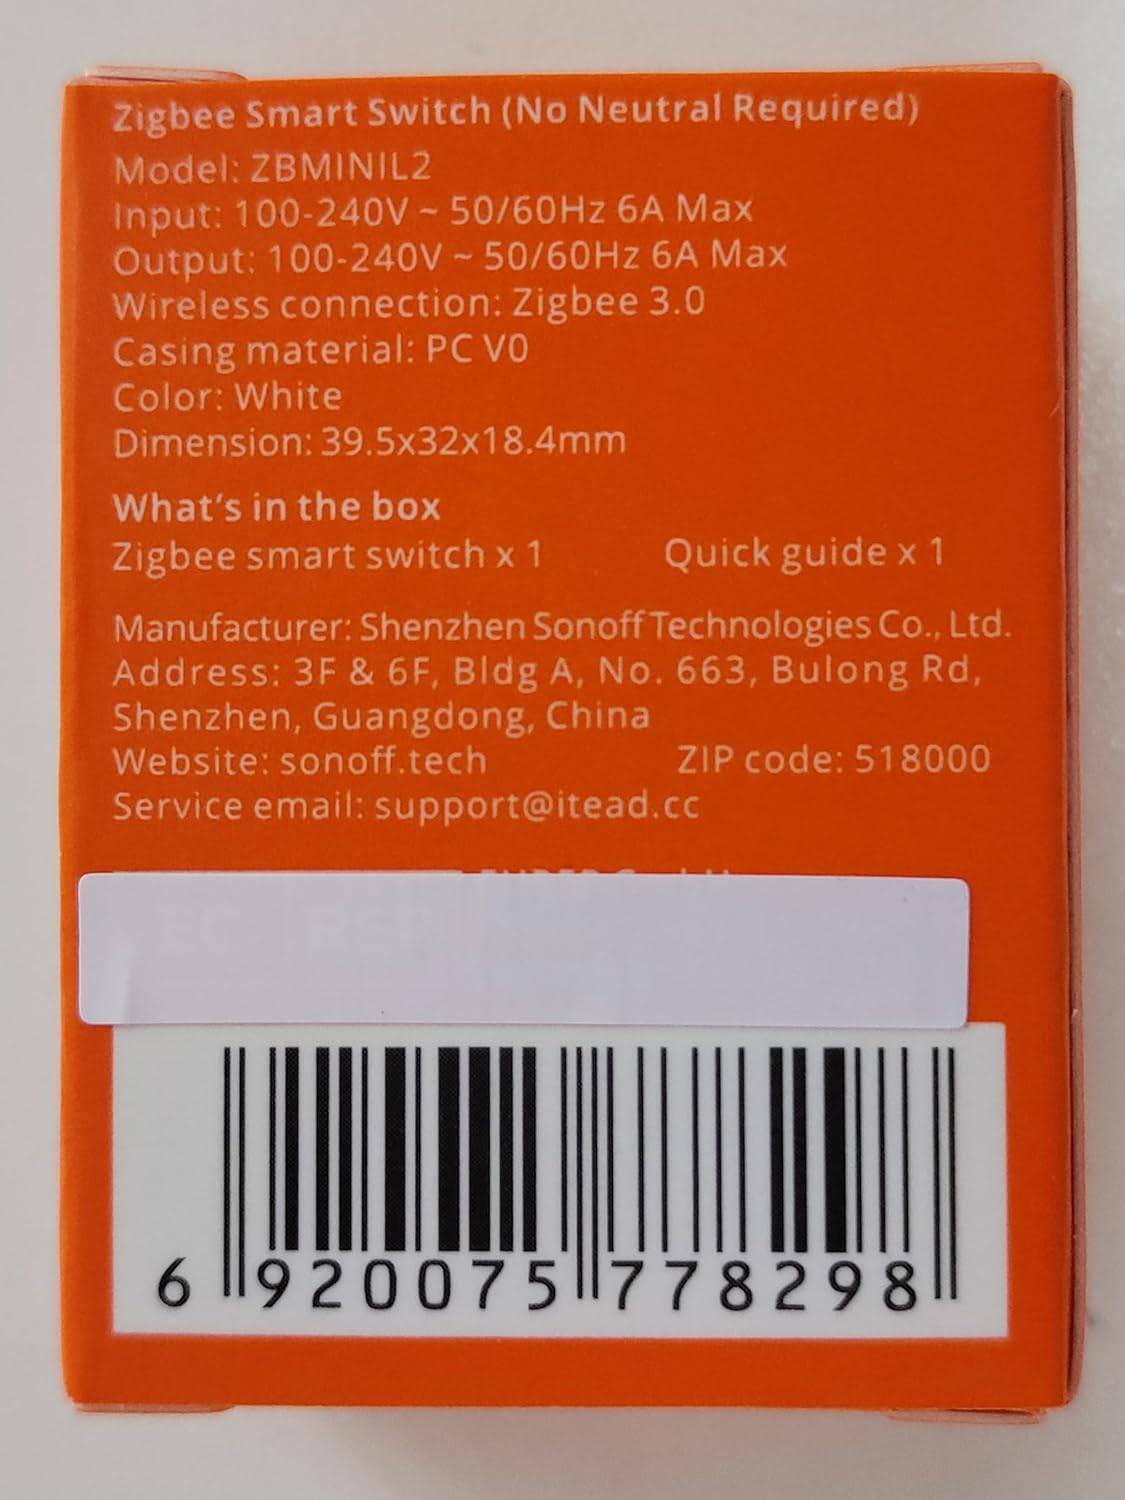 Zigbee Smart Switch (No Neutral Required)
Model: ZBMINIL2
Input: 100-240V ~ 50/60Hz 6A Max
Output: 100-240V ~ 50/60Hz 6A Max
Wireless connection: Zigbee 3.0
Casing material: PC V0
Color: White
Dimension: 39.5x32x18.4mm
What's in the box
Zigbee smart switch x 1 Quick guide x 1
Manufacturer: Shenzhen Sonoff Technologies Co., Ltd.
Address: 3F & 6F, Bldg A, No. 663, Bulong Rd,
Shenzhen, Guangdong, China
Website: sonoff.tech ZIP code: 518000
Service email: support@itead.cc
6 920075 778298